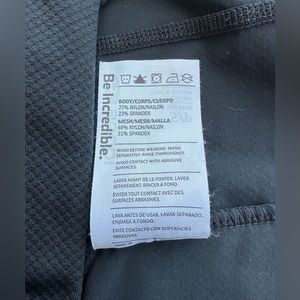 Be Incredible.
BODY/CORPS/CUERPO
77% NYLON/NAILON
23% SPANDEX
MESH/MESH/MALLA
69% NYLON/NAILON
31% SPANDEX
WASH BEFORE WEARING. WASH
SEPARATELY. RINSE THOROUGHLY.
AVOID CONTACT WITH ABRASIVE
SURFACES.
LAVER AVANT DE LE PORTER. LAVER
SÉPARÉMENT. RINCER À FOND.
ÉVITER TOUT CONTACT AVEC DES
SURFACES ABRASIVES.
LAVA ANTES DE USAR. LAVAR SEPARADO.
ENJUAGE A FONDO.
EVITE CONTACTO CON SUPERFICIES
ABRASIVAS.